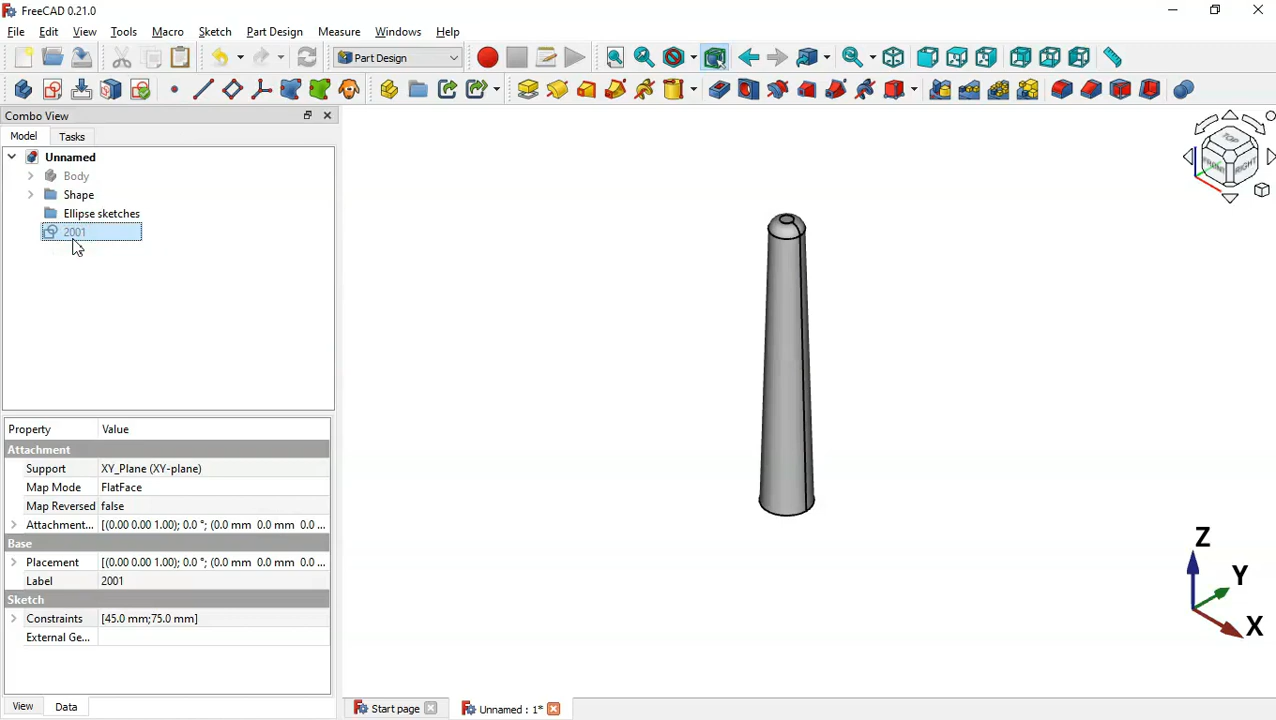 FreeCAD 0.21.0
File Edit View Tools Macro Sketch Part Design Measure Windows Help
Part Design
Combo View
Model Tasks
Unnamed
Body
Shape
Ellipse sketches
2001
TOP
FRONT RIGHT
Property Value
Attachment
Support XY_Plane (XY-plane)
Map Mode FlatFace
Map Reversed false
Attachment... [(0.00 0.00 1.00); 0.0 °; (0.0 mm 0.0 mm 0.0 ...
Base
Placement [(0.00 0.00 1.00); 0.0 °; (0.0 mm 0.0 mm 0.0 ...
Label 2001
Sketch
Constraints [45.0 mm;75.0 mm]
External Ge...
Z
Y
X
View Data
Start page Unnamed : 1*